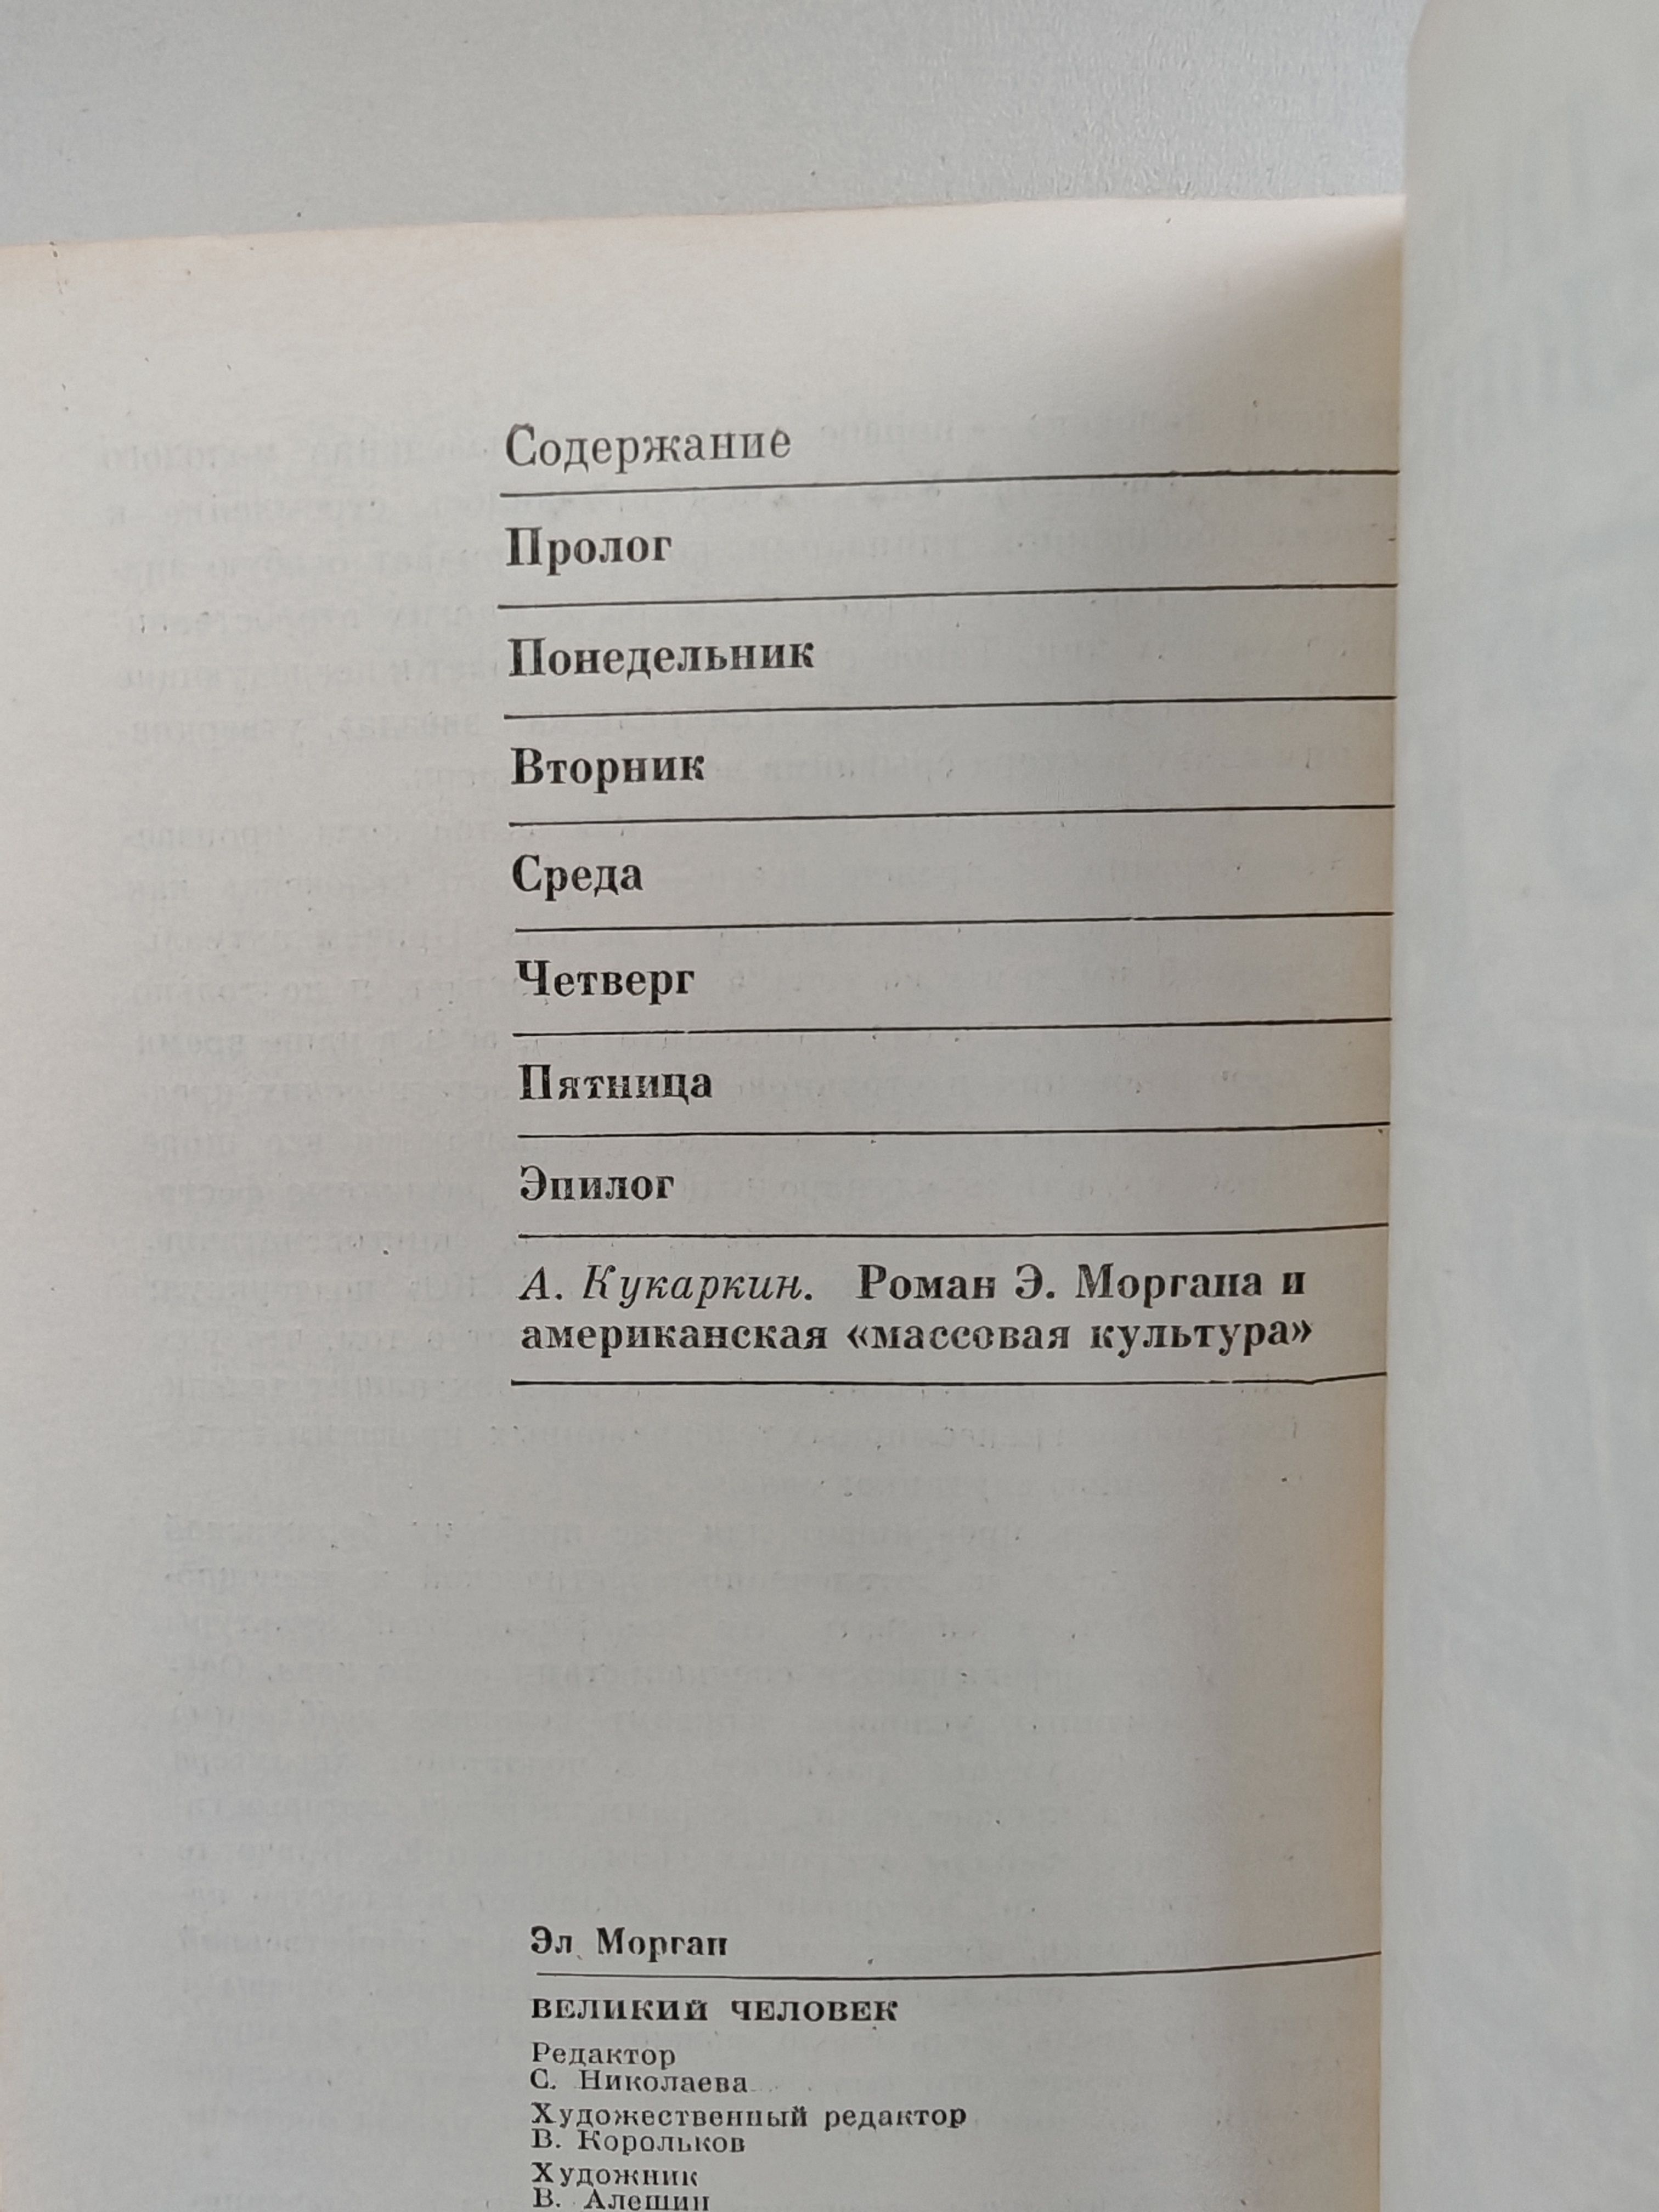 Содержание
Пролог
Понедельник
Вторник
Среда
Четверг
Пятница
Эпилог
А. Кукаркин. Роман Э. Моргана и
американская «массовая культура»
Эл Морган
ВЕЛИКИЙ ЧЕЛОВЕК
Редактор
С. Николаева
Художественный редактор
В. Корольков
Художник
В. Алешин